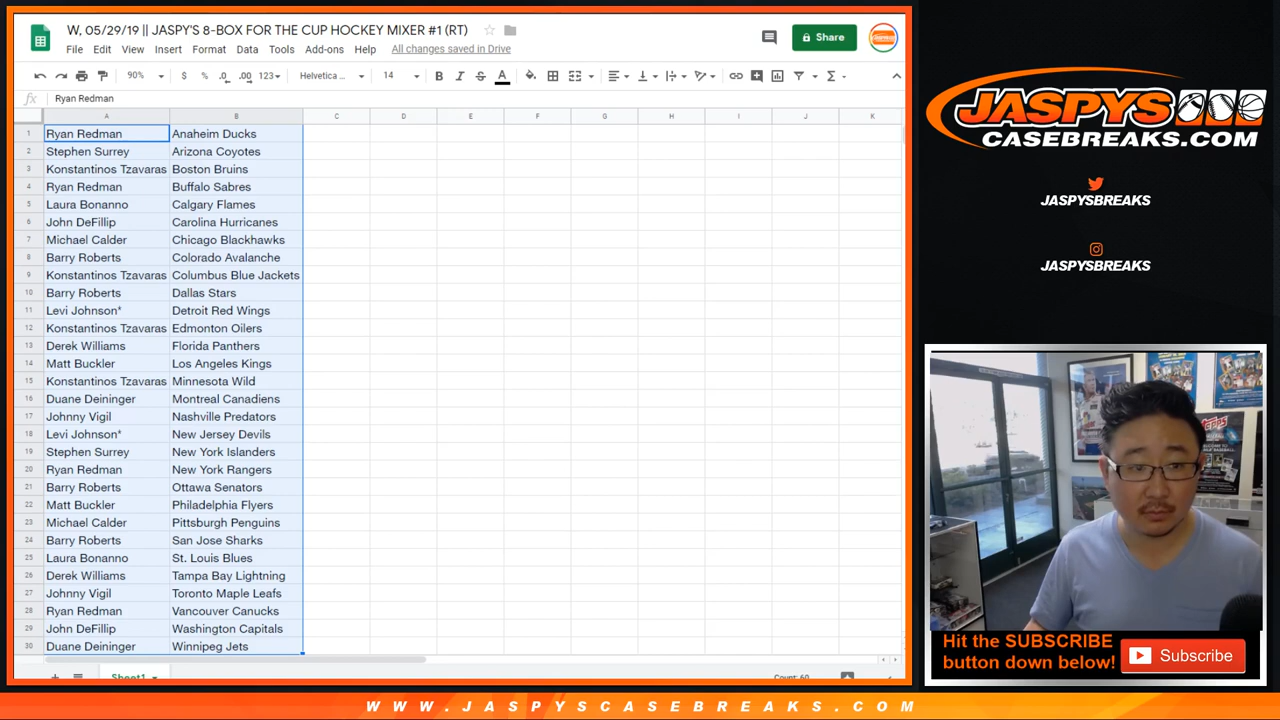 W, 05/29/19 || JASPY'S 8-BOX FOR THE CUP HOCKEY MIXER #1 (RT)
File Edit View Insert Format Data Tools Add-ons Help All changes saved in Drive
Share
90% $ % .0 .00 123 Helvetica ... 14 B I S A
fx Ryan Redman
A B C D E F G H I J K
1 Ryan Redman Anaheim Ducks
2 Stephen Surrey Arizona Coyotes
3 Konstantinos Tzavaras Boston Bruins
4 Ryan Redman Buffalo Sabres
5 Laura Bonanno Calgary Flames
6 John DeFillip Carolina Hurricanes
7 Michael Calder Chicago Blackhawks
8 Barry Roberts Colorado Avalanche
9 Konstantinos Tzavaras Columbus Blue Jackets
10 Barry Roberts Dallas Stars
11 Levi Johnson* Detroit Red Wings
12 Konstantinos Tzavaras Edmonton Oilers
13 Derek Williams Florida Panthers
14 Matt Buckler Los Angeles Kings
15 Konstantinos Tzavaras Minnesota Wild
16 Duane Deininger Montreal Canadiens
17 Johnny Vigil Nashville Predators
18 Levi Johnson* New Jersey Devils
19 Stephen Surrey New York Islanders
20 Ryan Redman New York Rangers
21 Barry Roberts Ottawa Senators
22 Matt Buckler Philadelphia Flyers
23 Michael Calder Pittsburgh Penguins
24 Barry Roberts San Jose Sharks
25 Laura Bonanno St. Louis Blues
26 Derek Williams Tampa Bay Lightning
27 Johnny Vigil Toronto Maple Leafs
28 Ryan Redman Vancouver Canucks
29 John DeFillip Washington Capitals
30 Duane Deininger Winnipeg Jets
Sheet1
Count: 60
JASPYS
CASEBREAKS.COM
JASPYSBREAKS
JASPYSBREAKS
Hit the SUBSCRIBE
button down below!
Subscribe
WWW.JASPYSCASEBREAKS.COM